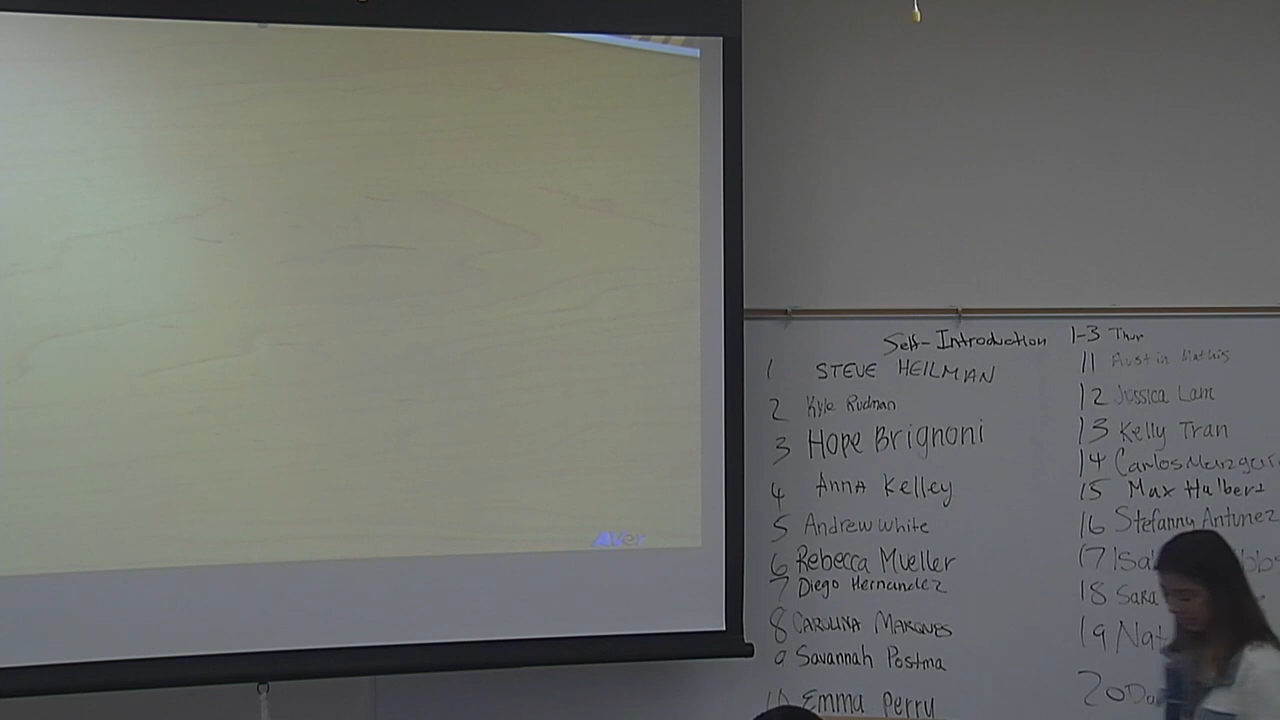 AVer
Self-Introduction 1-3 Thur
1 STEVE HEILMAN
2 Kyle Rudman
3 Hope Brignoni
4 Anna Kelley
5 Andrew White
6 Rebecca Mueller
7 Diego Hernandez
8 CAROLINA MARQUES
9 Savannah Postma
10 Emma Perry
11 Austin Mathis
12 Jessica Lam
13 Kelly Tran
14 Carlos
15 Max Halbert
16 Stefanny Antunez
17
18 Sara
19
20